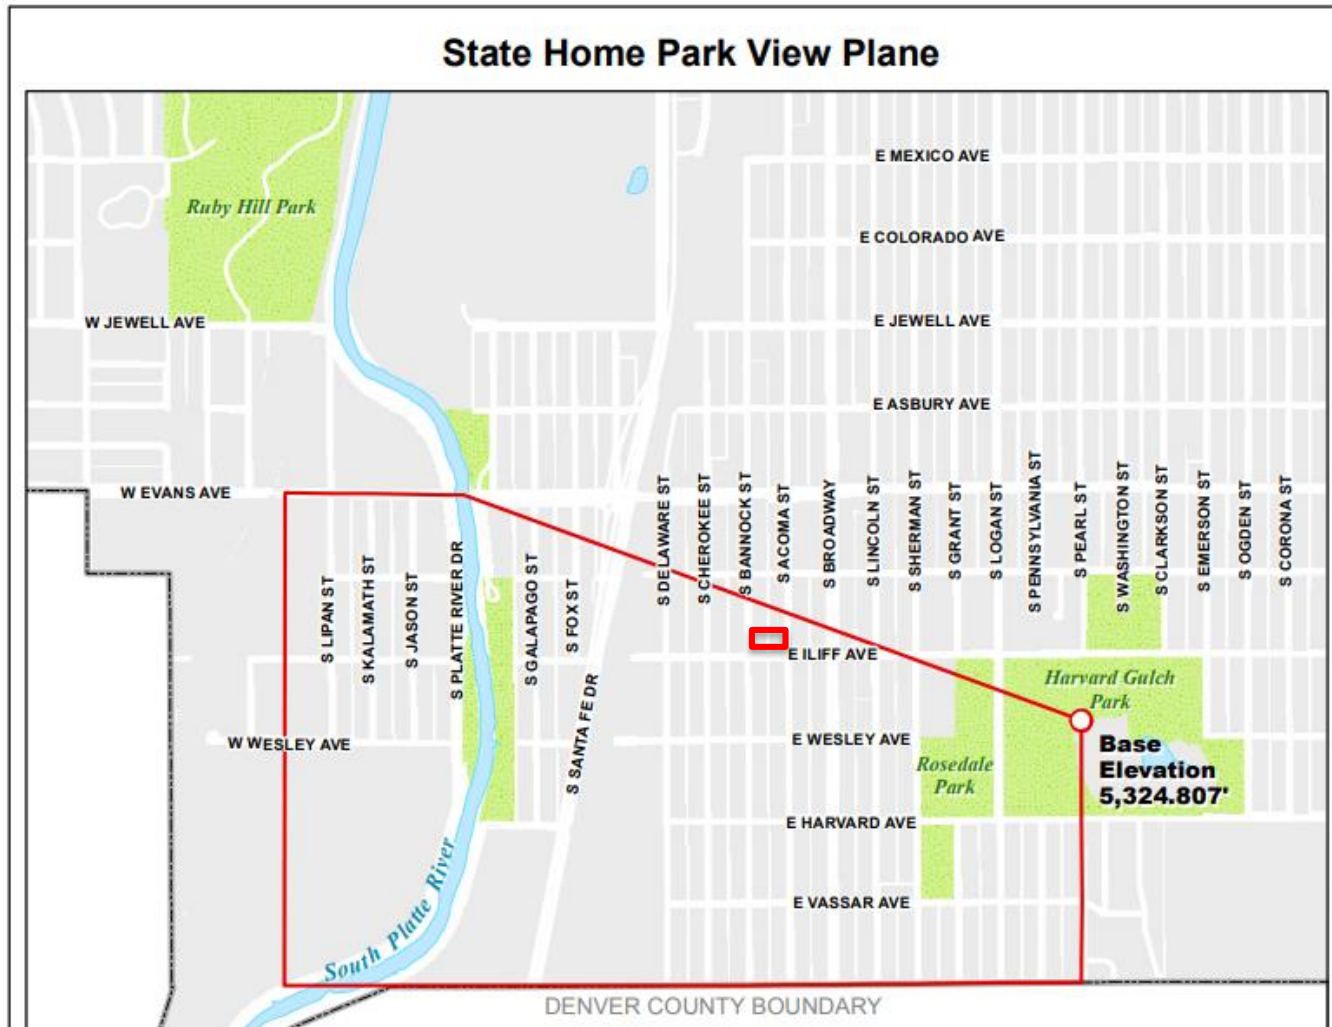 State Home Park View Plane
E MEXICO AVE
Ruby Hill Park
E COLORADO AVE
W JEWELL AVE
E JEWELL AVE
E ASBURY AVE
W EVANS AVE
S LIPAN ST
S KALAMATH ST
S JASON ST
S PLATTE RIVER DR
S GALAPAGO ST
S FOX ST
S SANTA FE DR
S DELAWARE ST
S CHEROKEE ST
S BANNOCK ST
S ACOMA ST
S BROADWAY
S LINCOLN ST
S SHERMAN ST
S GRANT ST
S LOGAN ST
S PENNSYLVANIA ST
S PEARL ST
S WASHINGTON ST
S CLARKSON ST
S EMERSON ST
S OGDEN ST
S CORONA ST
E ILIFF AVE
Harvard Gulch
Park
W WESLEY AVE
E WESLEY AVE
Base
Elevation
5,324.807'
Rosedale
Park
E HARVARD AVE
E VASSAR AVE
South Platte River
DENVER COUNTY BOUNDARY